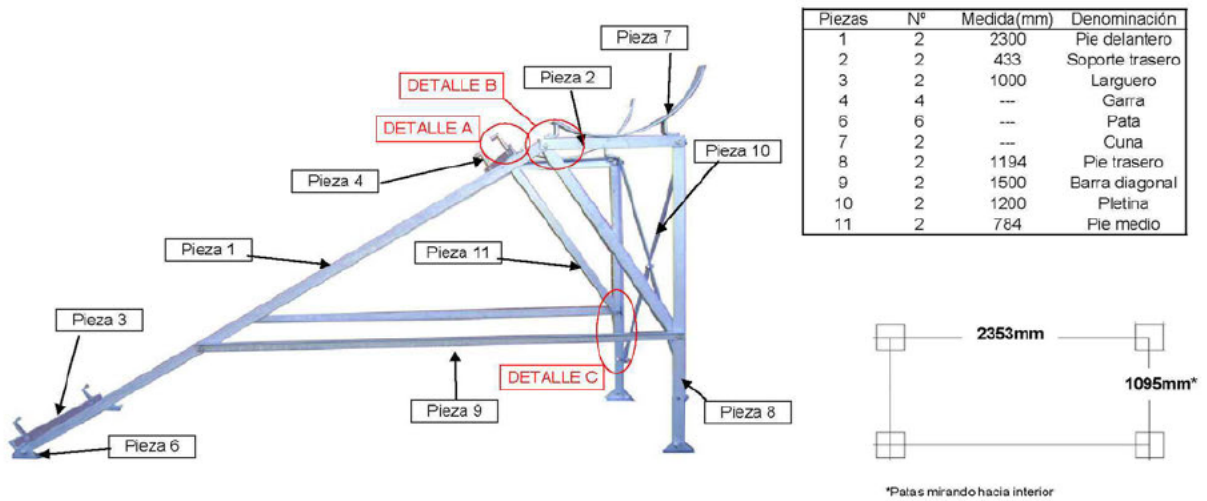 Pieza 7
Pieza 2
DETALLE B
DETALLE A
Pieza 10
Pieza 4
Pieza 1
Pieza 11
Pieza 3
DETALLE C
Pieza 9
Pieza 8
Pieza 6
Piezas Nº Medida(mm) Denominación
1 2 2300 Pie delantero
2 2 433 Soporte trasero
3 2 1000 Larguero
4 4 --- Garra
6 6 --- Pata
7 2 --- Cuna
8 2 1194 Pie trasero
9 2 1500 Barra diagonal
10 2 1200 Pletina
11 2 784 Pie medio
2353mm
1095mm*
*Patas mirando hacia interior